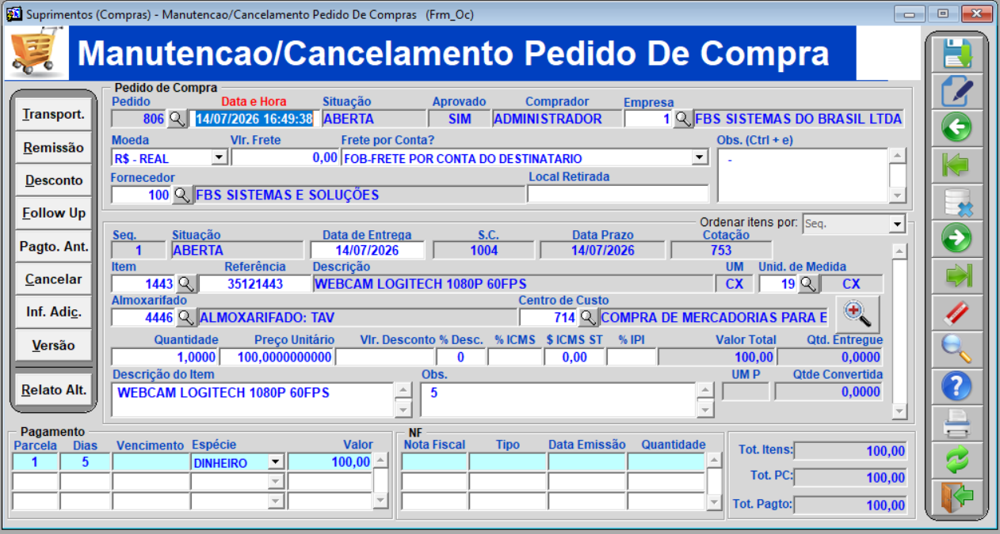 Suprimentos (Compras) - Manutencao/Cancelamento Pedido De Compras (Frm_Oc)
Manutencao/Cancelamento Pedido De Compra
Transport.
Remissão
Desconto
Follow Up
Pagto. Ant.
Cancelar
Inf. Adic.
Versão
Relato Alt.
Pedido de Compra
Pedido Data e Hora Situação Aprovado Comprador Empresa
806 14/07/2026 16:49:38 ABERTA SIM ADMINISTRADOR 1 FBS SISTEMAS DO BRASIL LTDA
Moeda Vlr. Frete Frete por Conta? Obs. (Ctrl + e)
R$ - REAL 0,00 FOB-FRETE POR CONTA DO DESTINATARIO -
Fornecedor Local Retirada
100 FBS SISTEMAS E SOLUÇÕES
Ordenar itens por: Seq.
Seq. Situação Data de Entrega S.C. Data Prazo Cotação
1 ABERTA 14/07/2026 1004 14/07/2026 753
Item Referência Descrição UM Unid. de Medida
1443 35121443 WEBCAM LOGITECH 1080P 60FPS CX 19 CX
Almoxarifado Centro de Custo
4446 ALMOXARIFADO: TAV 714 COMPRA DE MERCADORIAS PARA E
Quantidade Preço Unitário Vlr. Desconto % Desc. % ICMS $ ICMS ST % IPI Valor Total Qtd. Entregue
1,0000 100,0000000000 0 0,00 100,00 0,0000
Descrição do Item Obs. UM P Qtde Convertida
WEBCAM LOGITECH 1080P 60FPS 5 0,0000
Pagamento
Parcela Dias Vencimento Espécie Valor
1 5 DINHEIRO 100,00
NF
Nota Fiscal Tipo Data Emissão Quantidade
Tot. Itens: 100,00
Tot. PC: 100,00
Tot. Pagto: 100,00